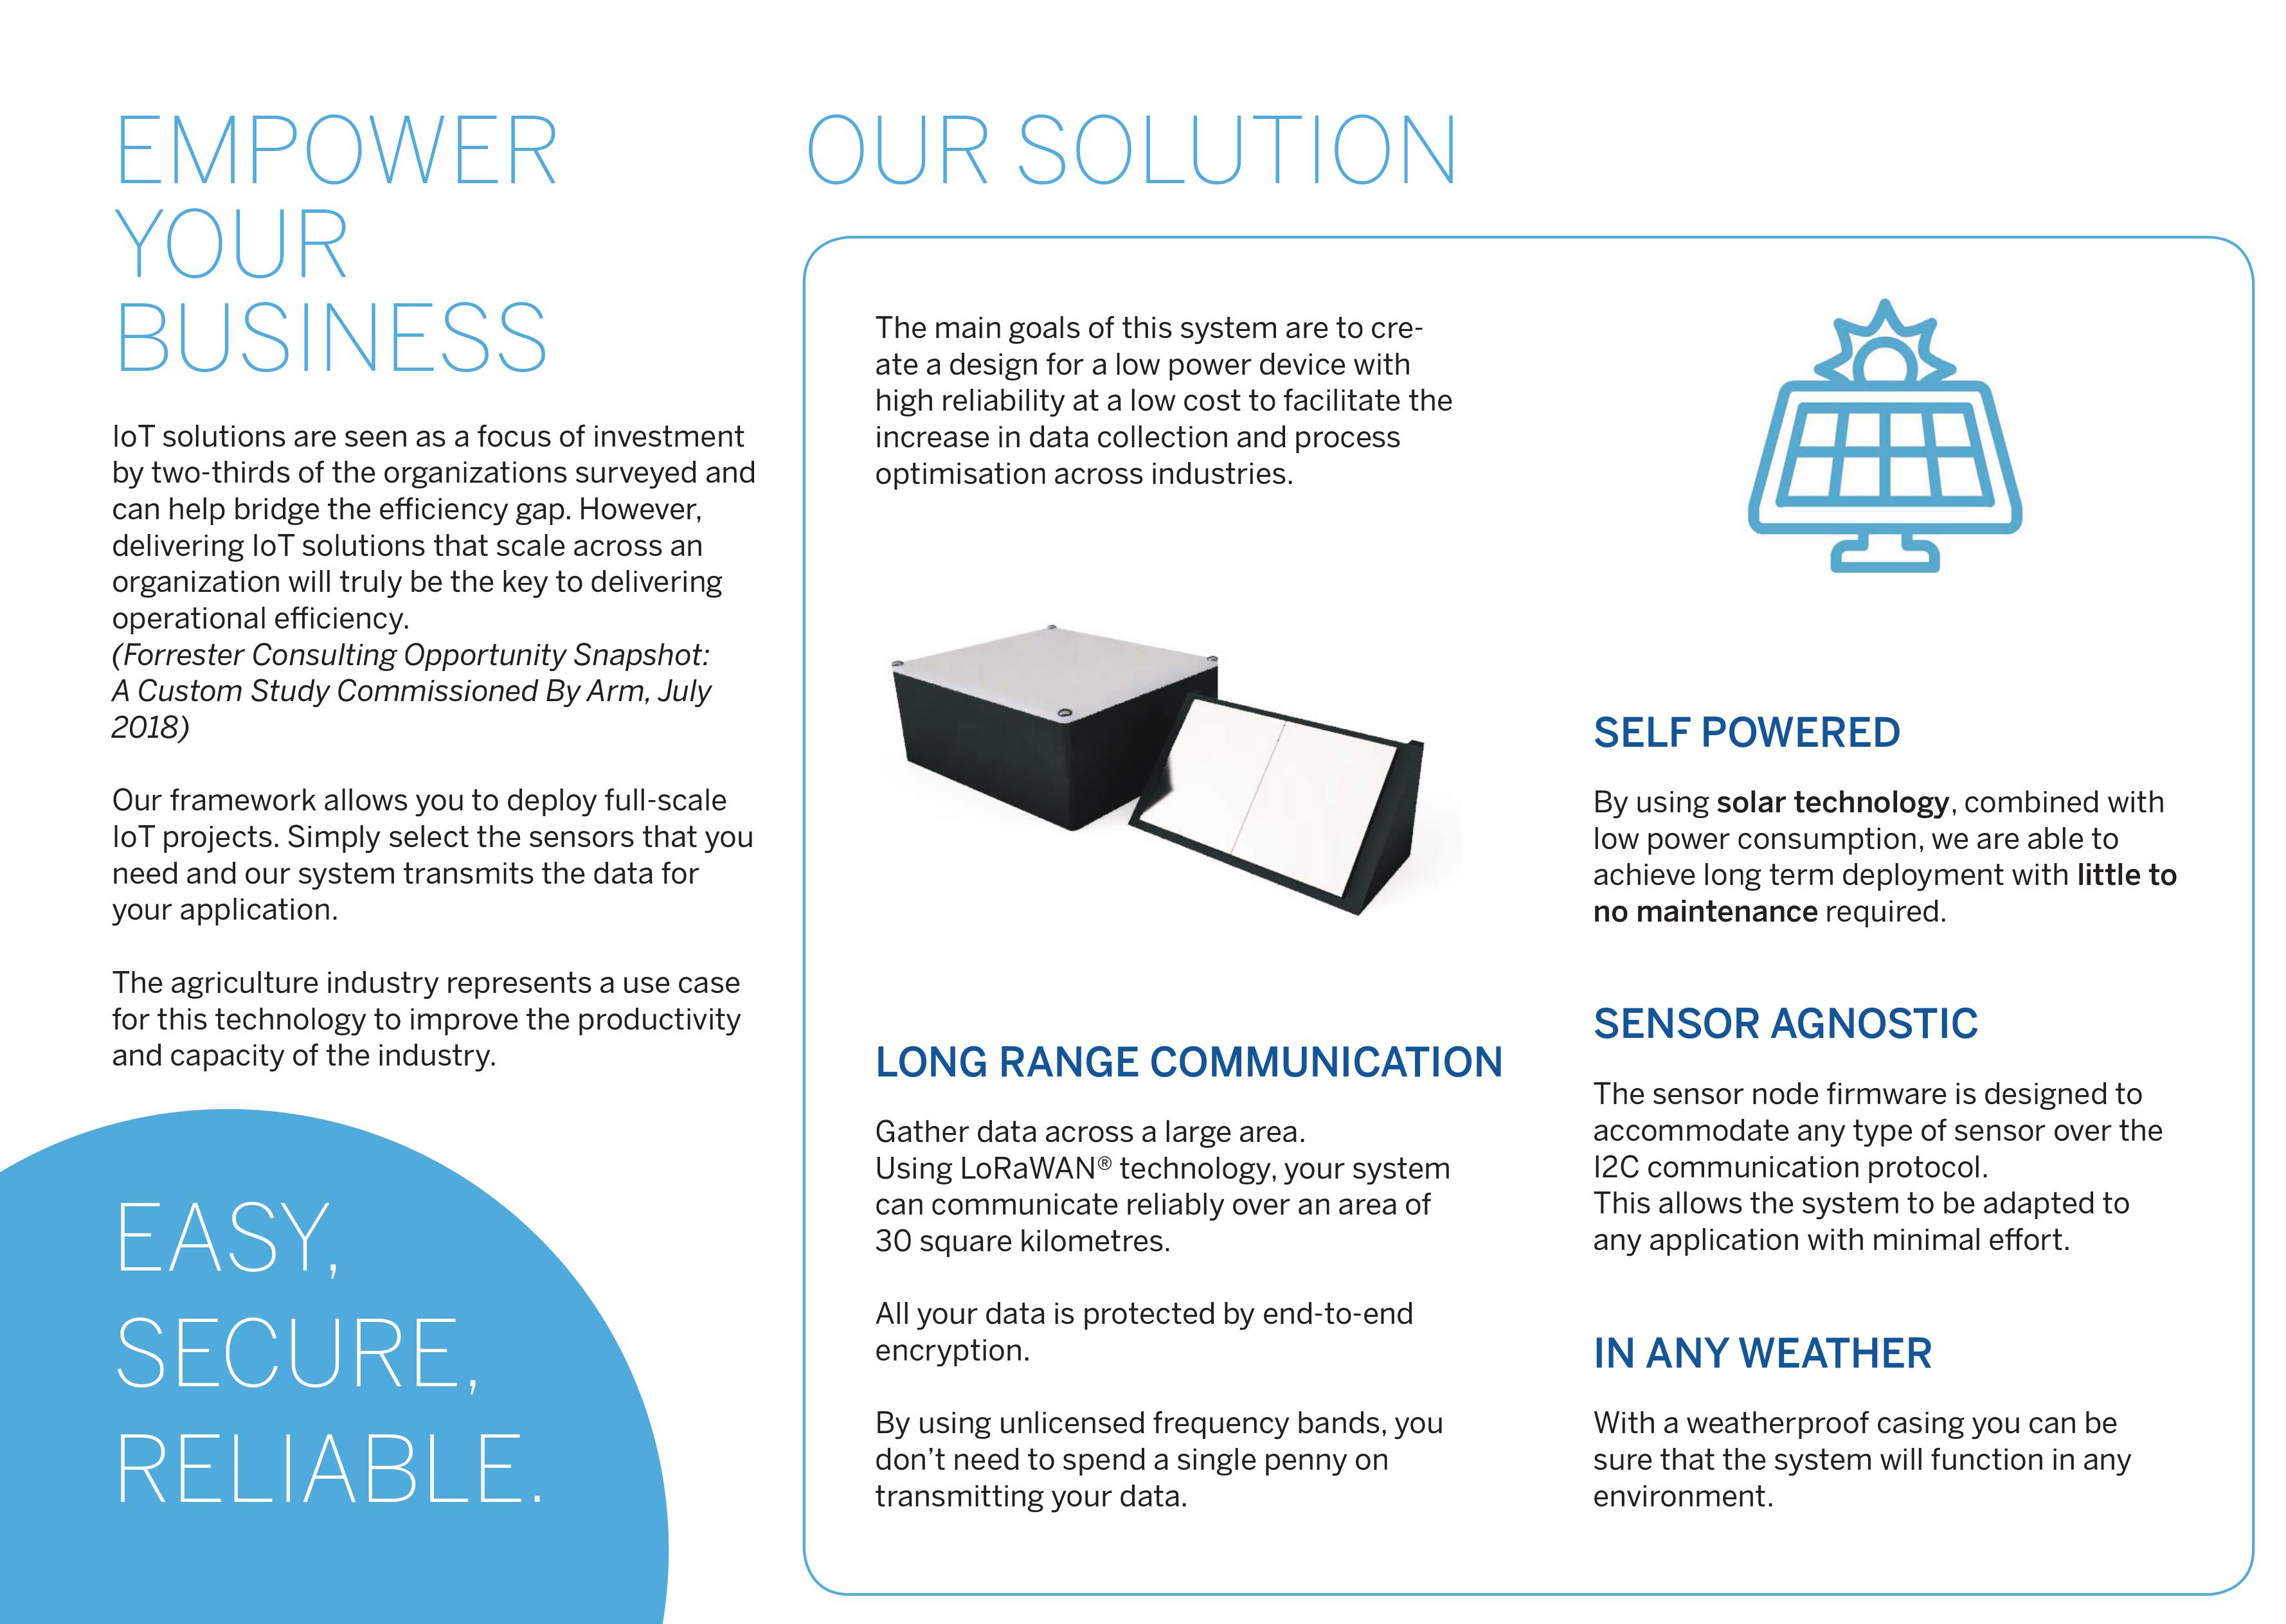 EMPOWER
YOUR
BUSINESS
IoT solutions are seen as a focus of investment
by two-thirds of the organizations surveyed and
can help bridge the efficiency gap. However,
delivering IoT solutions that scale across an
organization will truly be the key to delivering
operational efficiency.
(Forrester Consulting Opportunity Snapshot:
A Custom Study Commissioned By Arm, July
2018)
Our framework allows you to deploy full-scale
IoT projects. Simply select the sensors that you
need and our system transmits the data for
your application.
The agriculture industry represents a use case
for this technology to improve the productivity
and capacity of the industry.
EASY,
SECURE,
RELIABLE.
OUR SOLUTION
The main goals of this system are to cre-
ate a design for a low power device with
high reliability at a low cost to facilitate the
increase in data collection and process
optimisation across industries.
LONG RANGE COMMUNICATION
Gather data across a large area.
Using LoRaWAN® technology, your system
can communicate reliably over an area of
30 square kilometres.
All your data is protected by end-to-end
encryption.
By using unlicensed frequency bands, you
don’t need to spend a single penny on
transmitting your data.
SELF POWERED
By using solar technology, combined with
low power consumption, we are able to
achieve long term deployment with little to
no maintenance required.
SENSOR AGNOSTIC
The sensor node firmware is designed to
accommodate any type of sensor over the
I2C communication protocol.
This allows the system to be adapted to
any application with minimal effort.
IN ANY WEATHER
With a weatherproof casing you can be
sure that the system will function in any
environment.